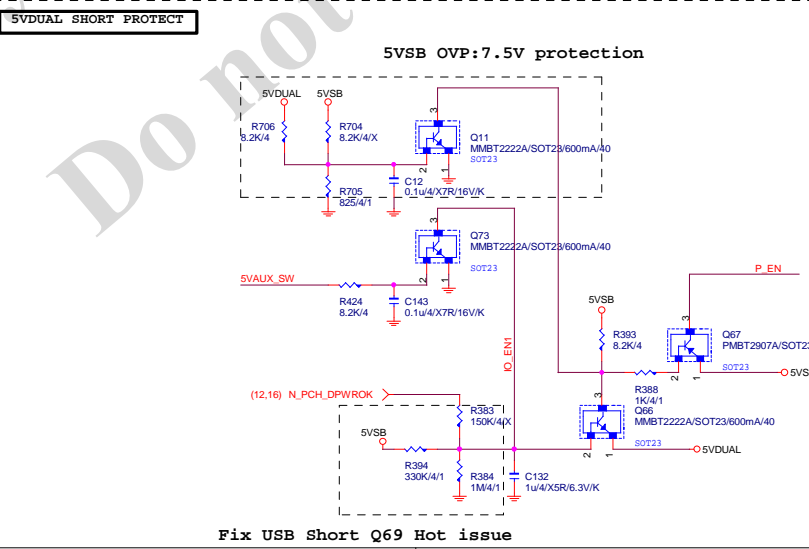 5VDUAL SHORT PROTECT
Do not
5VSB OVP:7.5V protection
5VDUAL
5VSB
R706
8.2K/4
R704
8.2K/4/X
3
Q11
MMBT2222A/SOT23/600mA/40
SOT23
2
1
C12
0.1u/4/X7R/16V/K
R705
825/4/1
3
Q73
MMBT2222A/SOT23/600mA/40
SOT23
2
1
5VAUX_SW
R424
8.2K/4
C143
0.1u/4/X7R/16V/K
P_EN
5VSB
R393
8.2K/4
3
Q67
PMBT2907A/SOT23
SOT23
2
1
5VS
IO_EN1
R388
1K/4/1
(12,16) N_PCH_DPWROK
R383
150K/4/X
3
Q66
MMBT2222A/SOT23/600mA/40
SOT23
2
1
5VDUAL
5VSB
R394
330K/4/1
R384
1M/4/1
C132
1u/4/X5R/6.3V/K
Fix USB Short Q69 Hot issue